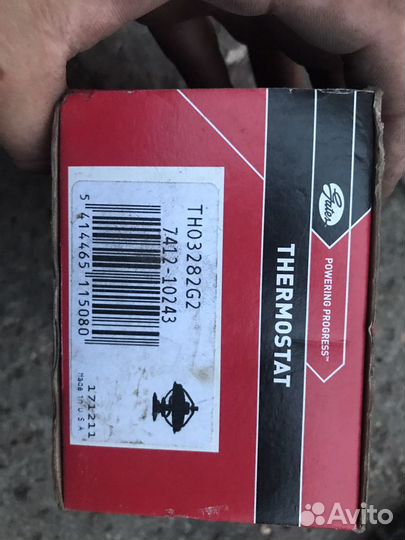 Gates
POWERING PROGRESS™
THERMOSTAT
TH03282G2
7412-10243
5 414465 115080
171211
Made in U S A
Avito